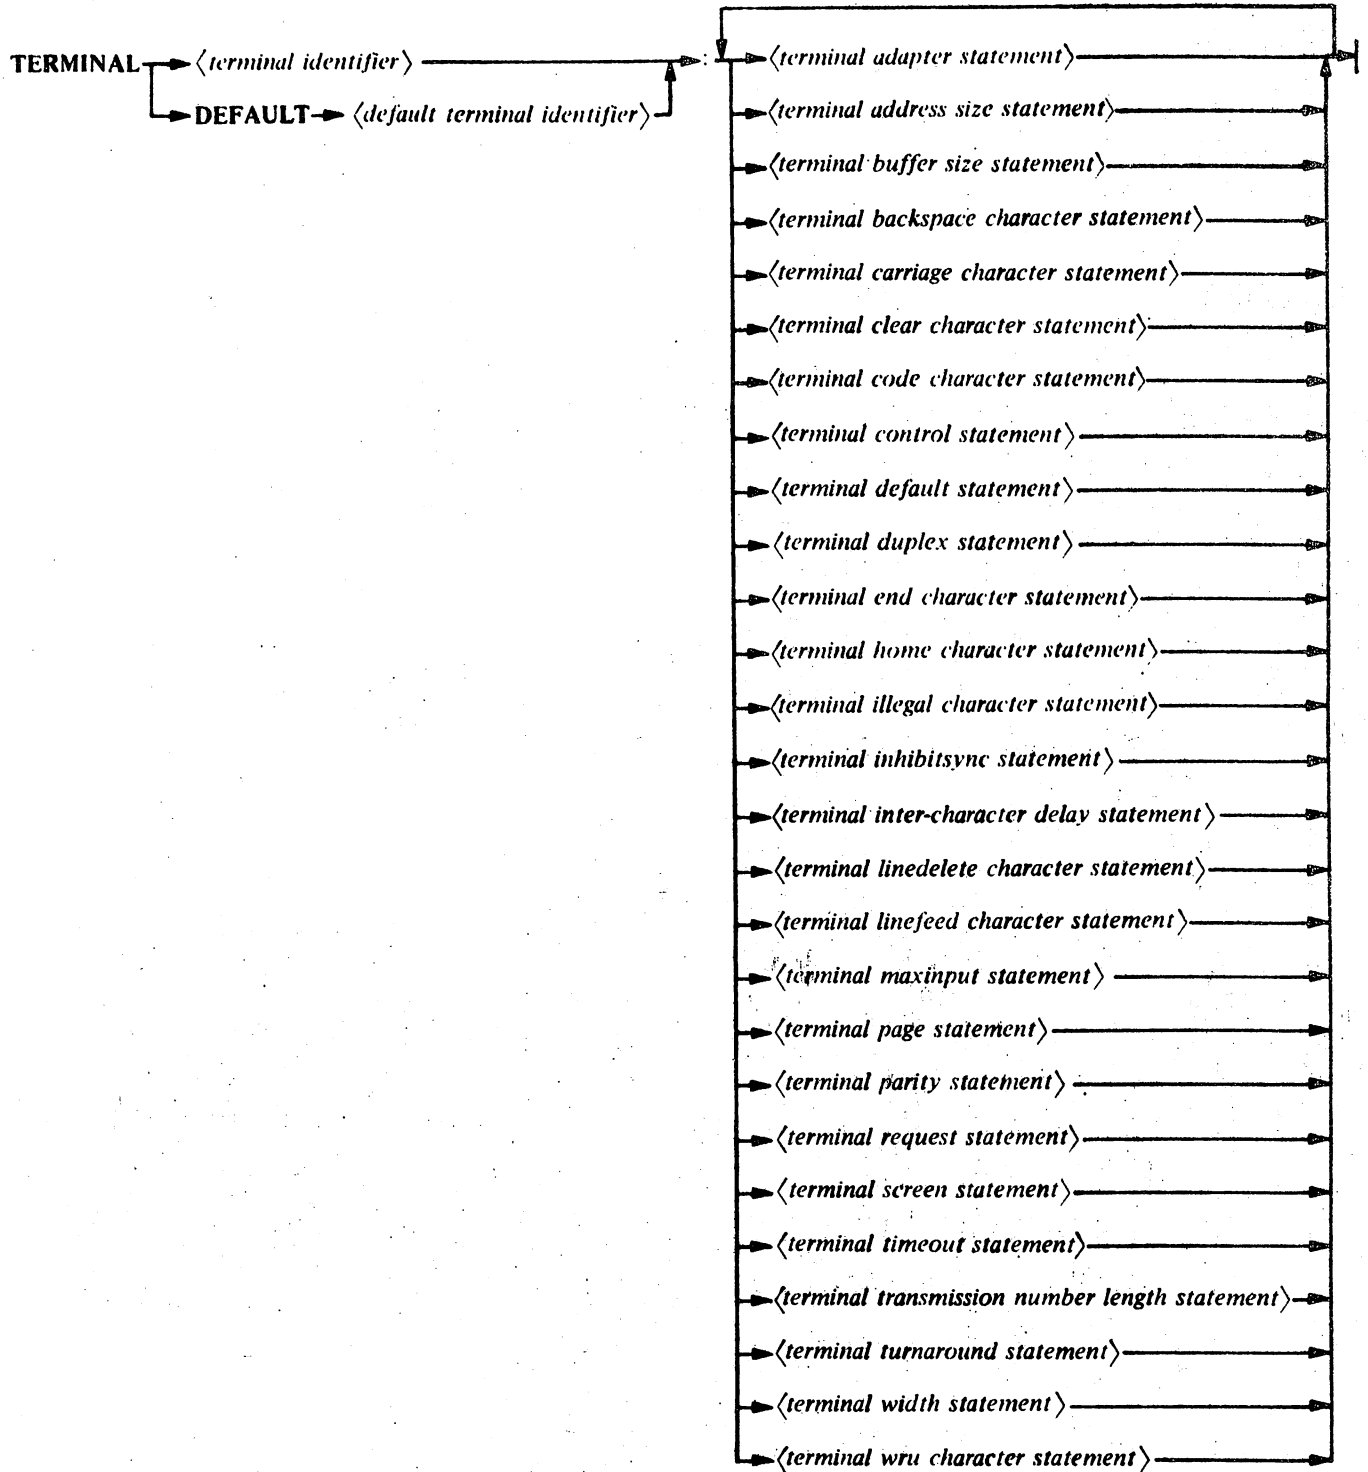 TERMINAL ⟨terminal identifier⟩ : ⟨terminal adapter statement⟩
DEFAULT ⟨default terminal identifier⟩
⟨terminal address size statement⟩
⟨terminal buffer size statement⟩
⟨terminal backspace character statement⟩
⟨terminal carriage character statement⟩
⟨terminal clear character statement⟩
⟨terminal code character statement⟩
⟨terminal control statement⟩
⟨terminal default statement⟩
⟨terminal duplex statement⟩
⟨terminal end character statement⟩
⟨terminal home character statement⟩
⟨terminal illegal character statement⟩
⟨terminal inhibitsync statement⟩
⟨terminal inter-character delay statement⟩
⟨terminal linedelete character statement⟩
⟨terminal linefeed character statement⟩
⟨terminal maxinput statement⟩
⟨terminal page statement⟩
⟨terminal parity statement⟩
⟨terminal request statement⟩
⟨terminal screen statement⟩
⟨terminal timeout statement⟩
⟨terminal transmission number length statement⟩
⟨terminal turnaround statement⟩
⟨terminal width statement⟩
⟨terminal wru character statement⟩